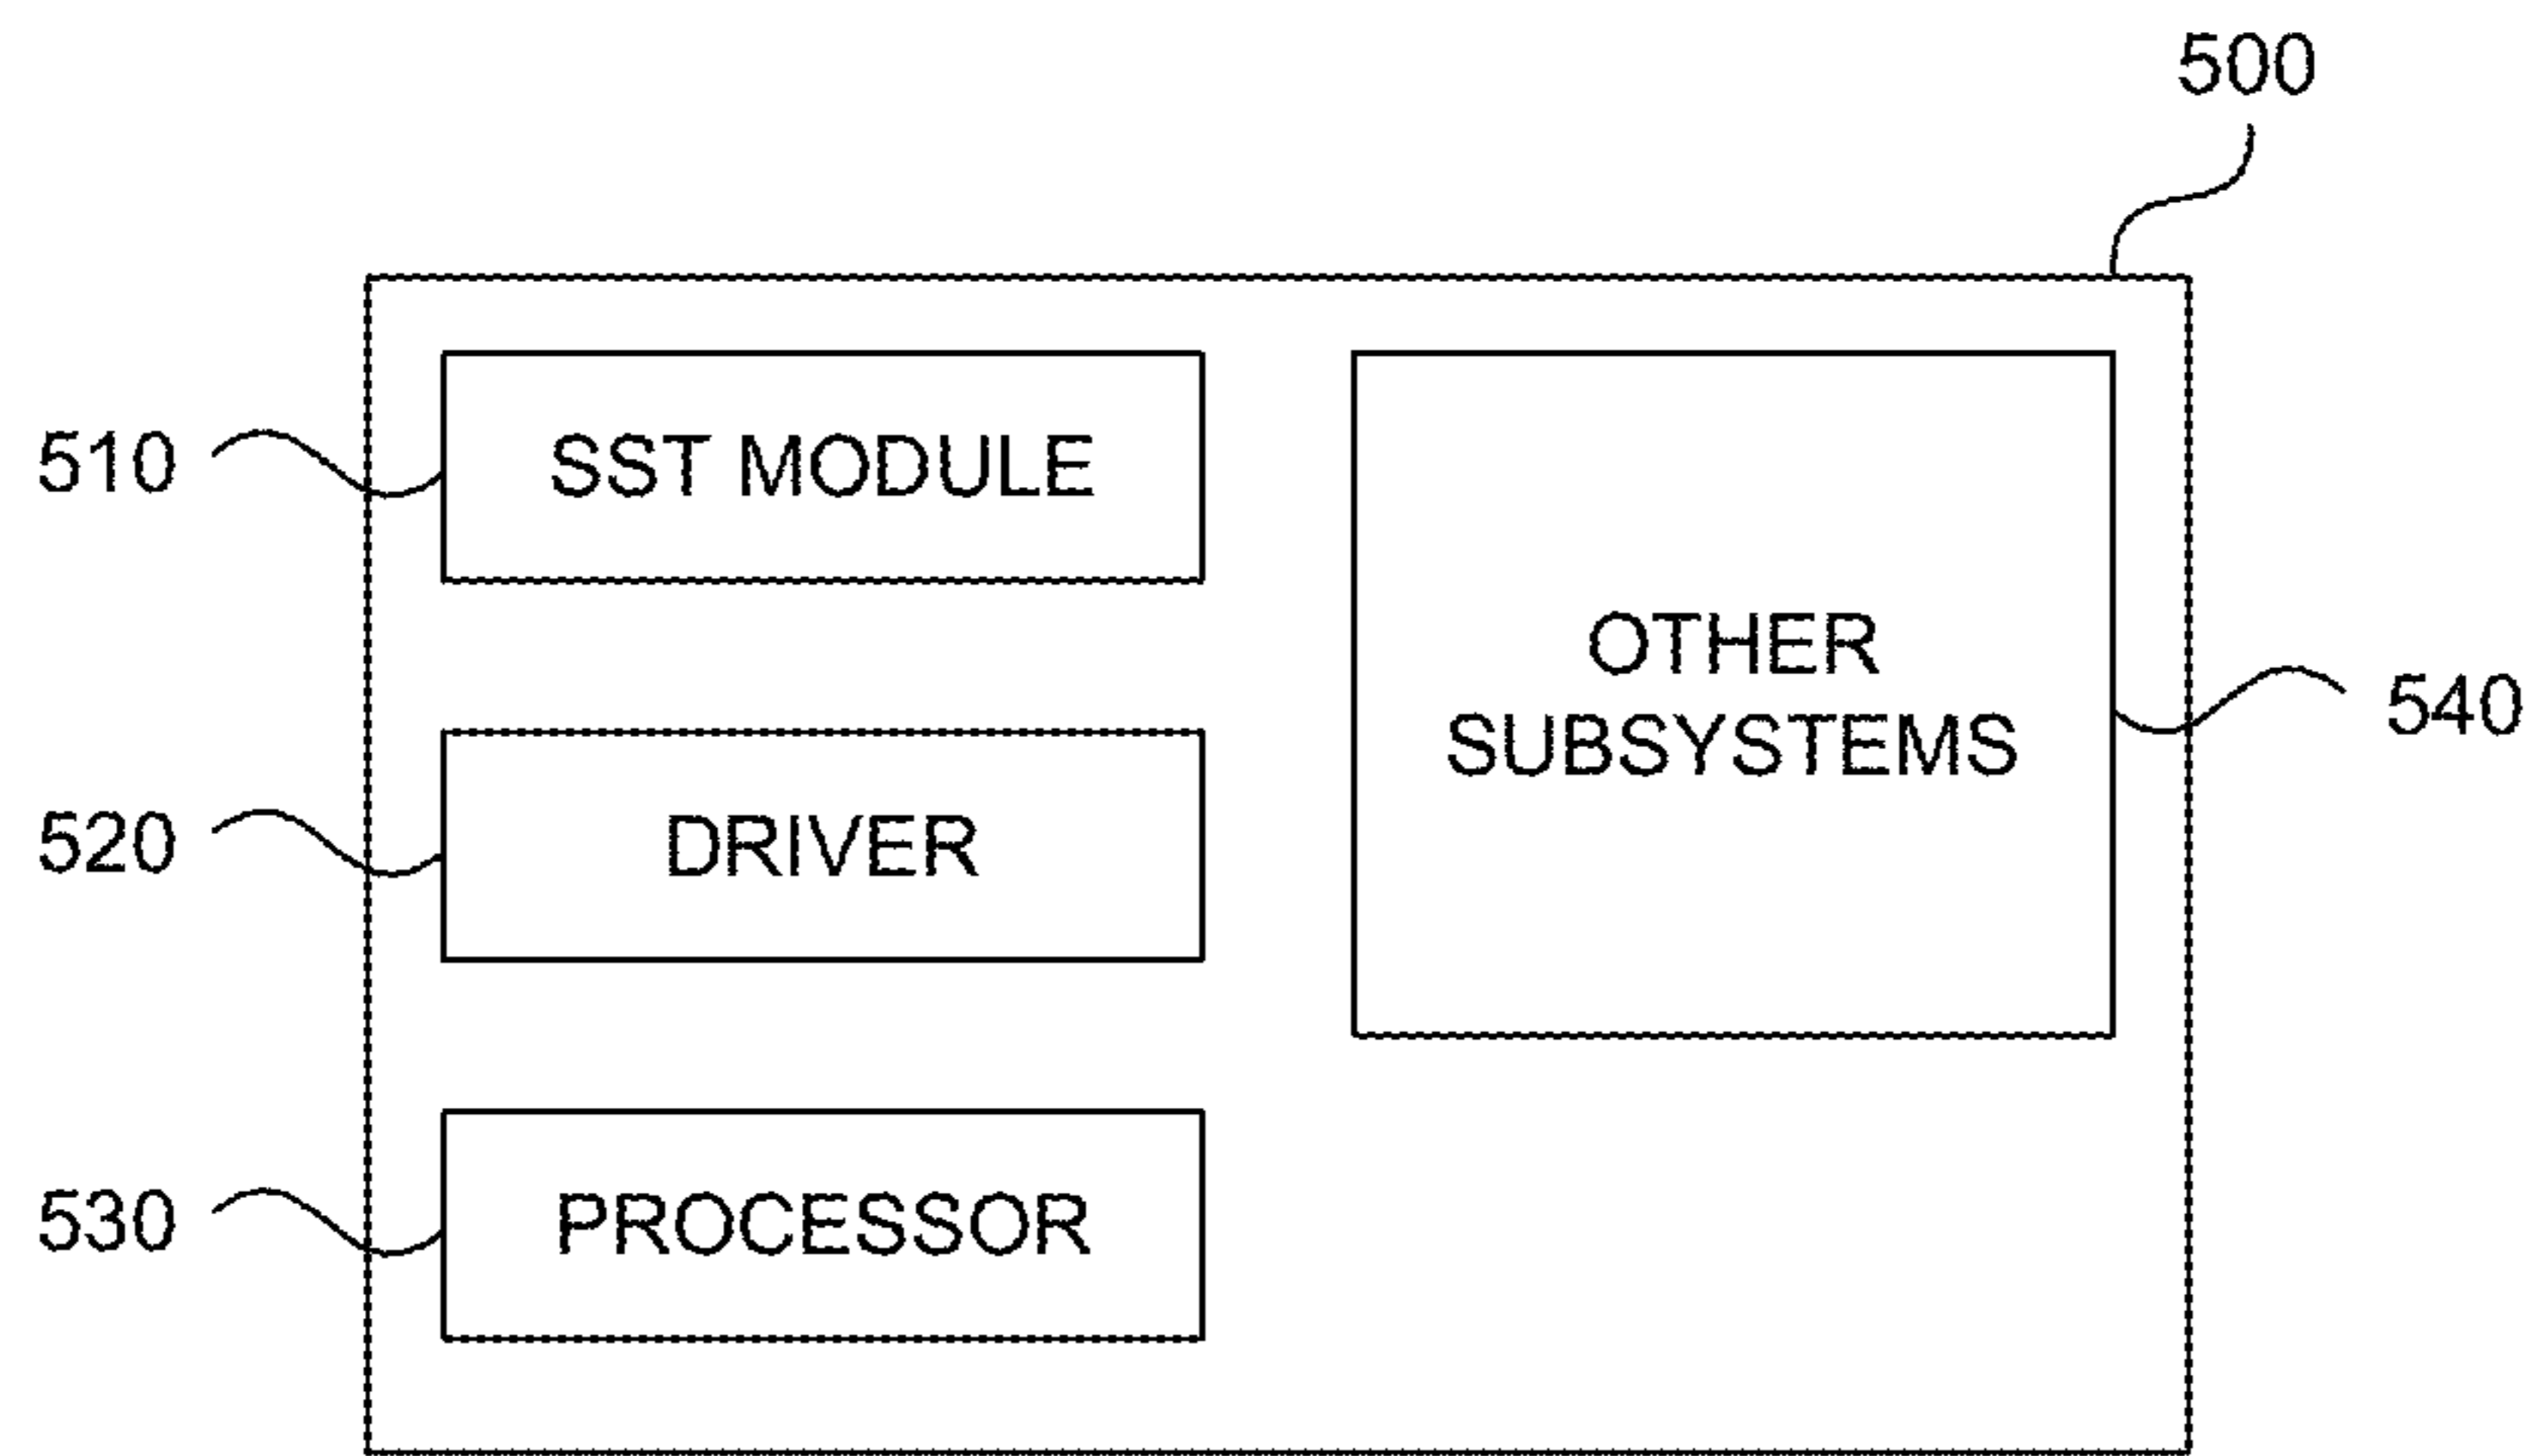 500
510
SST MODULE
OTHER
SUBSYSTEMS
540
520
DRIVER
530
PROCESSOR